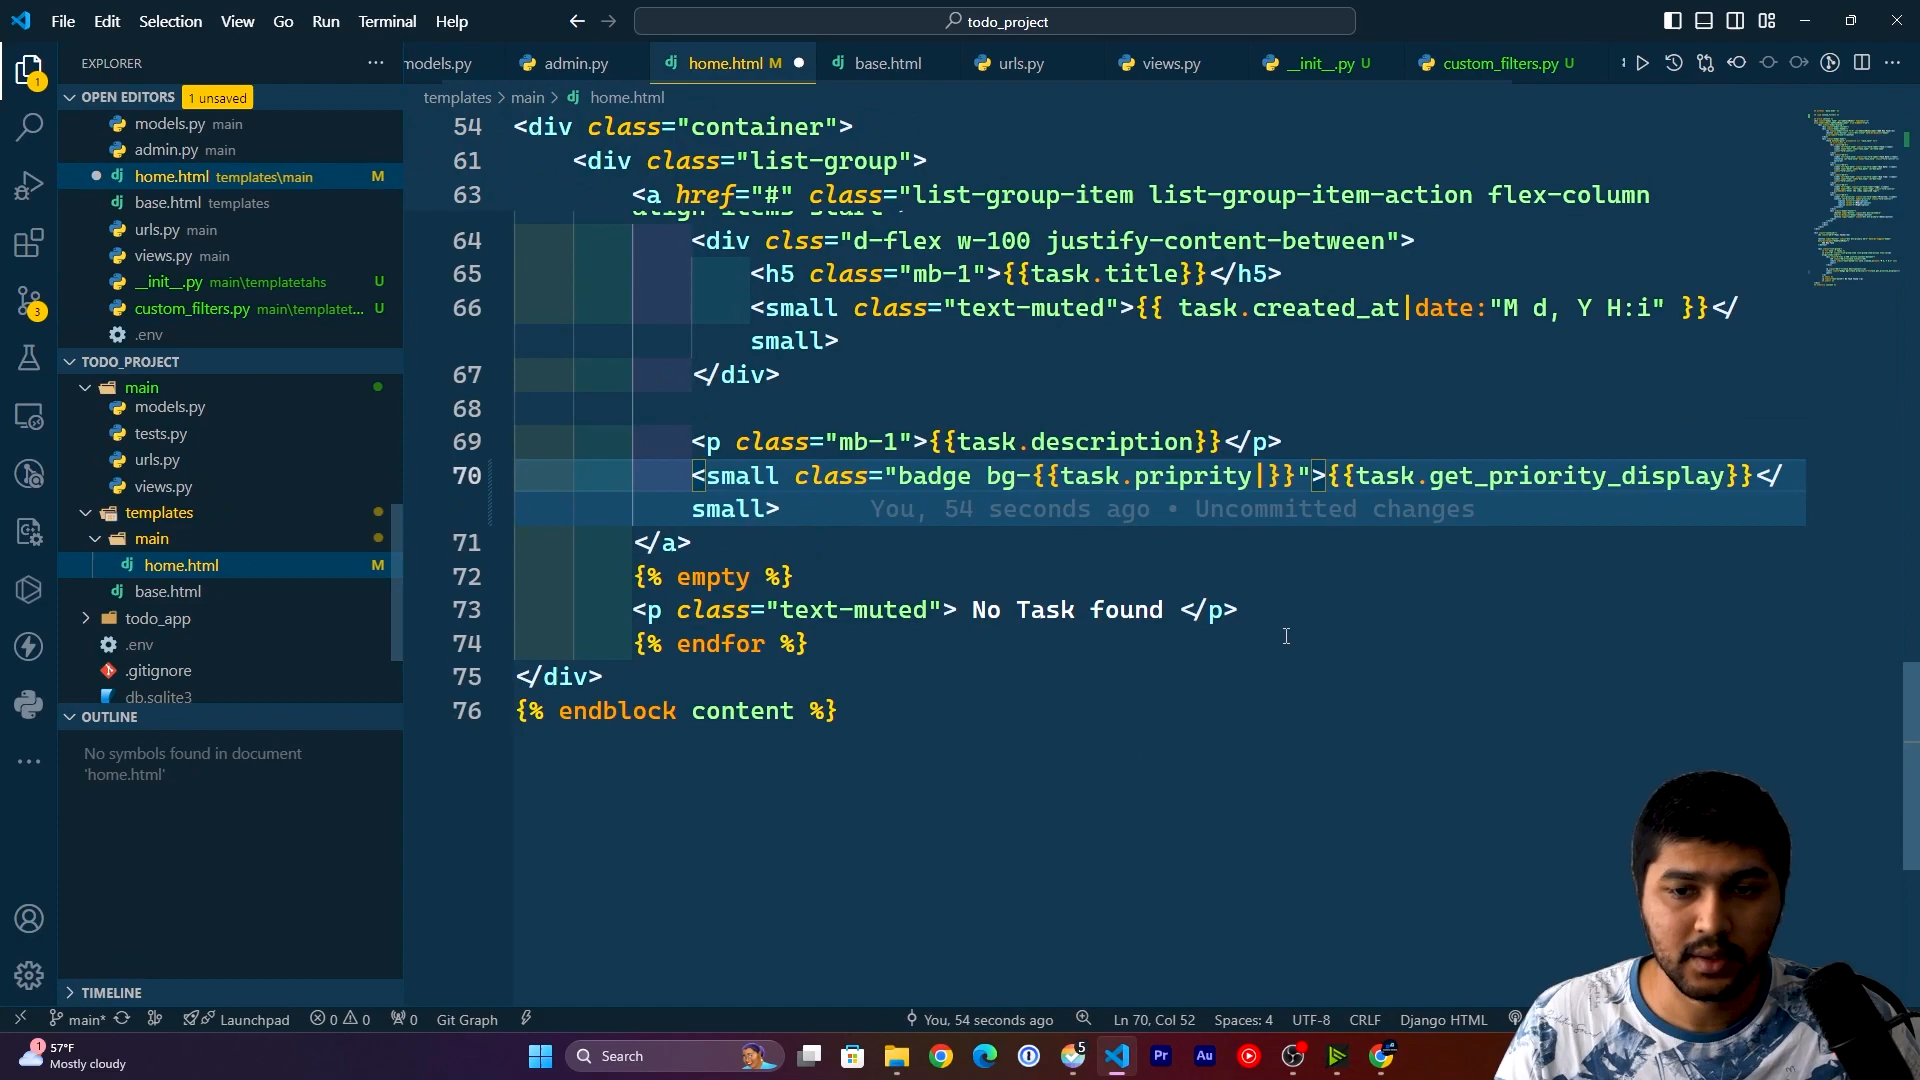 File Edit Selection View Go Run Terminal Help
todo_project
EXPLORER
models.py
admin.py
home.html M
base.html
urls.py
views.py
__init__.py U
custom_filters.py U
OPEN EDITORS 1 unsaved
templates > main > home.html
models.py main
admin.py main
home.html templates\main M
base.html templates
urls.py main
views.py main
__init__.py main\templatetahs U
custom_filters.py main\templatet... U
.env
TODO_PROJECT
main
models.py
tests.py
urls.py
views.py
templates
main
home.html M
base.html
todo_app
.env
.gitignore
db.sqlite3
OUTLINE
No symbols found in document
'home.html'
TIMELINE
54 <div class="container">
61 <div class="list-group">
63 <a href="#" class="list-group-item list-group-item-action flex-column
align-items-start">
64 <div clss="d-flex w-100 justify-content-between">
65 <h5 class="mb-1">{{task.title}}</h5>
66 <small class="text-muted">{{ task.created_at|date:"M d, Y H:i" }}</
small>
67 </div>
68
69 <p class="mb-1">{{task.description}}</p>
70 <small class="badge bg-{{task.priprity|}}">{{task.get_priority_display}}</
small> You, 54 seconds ago • Uncommitted changes
71 </a>
72 {% empty %}
73 <p class="text-muted"> No Task found </p>
74 {% endfor %}
75 </div>
76 {% endblock content %}
1
3
main* Launchpad 0 0 0 Git Graph You, 54 seconds ago Ln 70, Col 52 Spaces: 4 UTF-8 CRLF Django HTML
1
57°F
Mostly cloudy
Search
5
Pr
Au